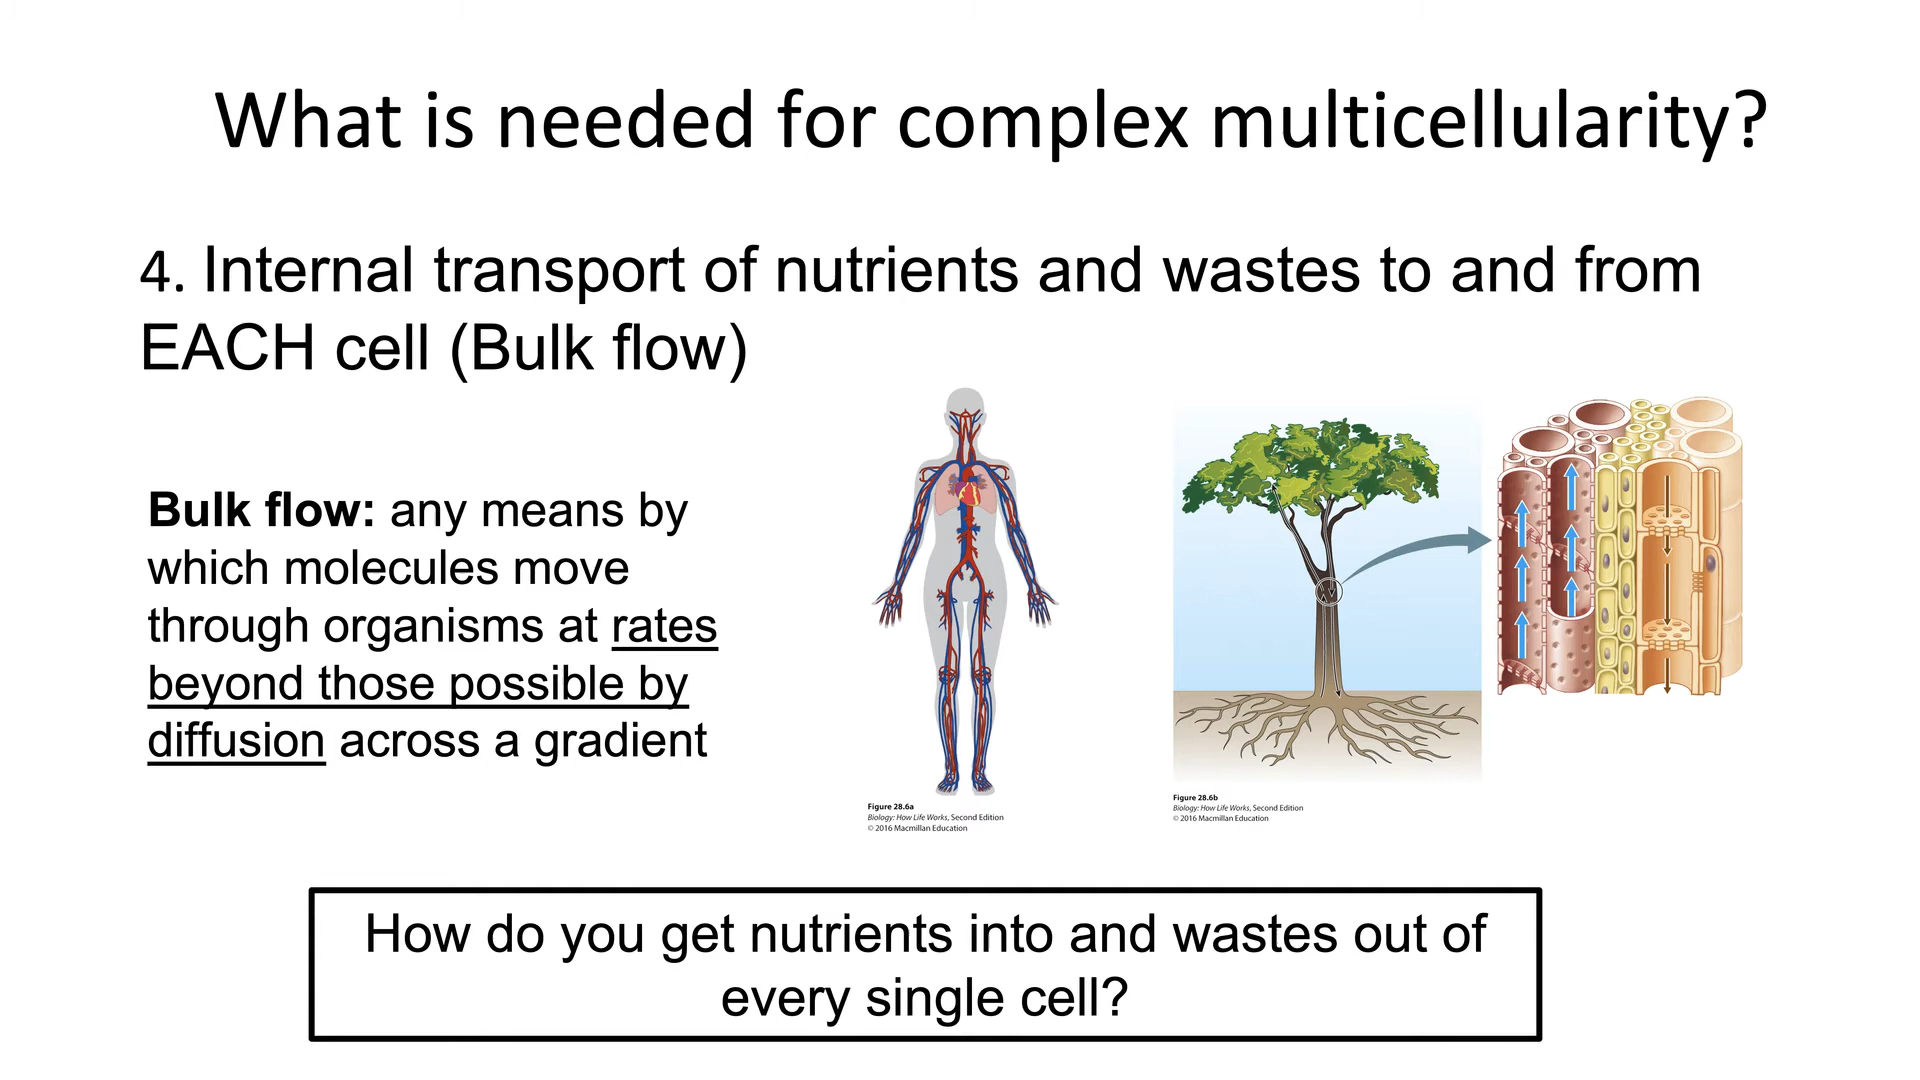 What is needed for complex multicellularity?
4. Internal transport of nutrients and wastes to and from
EACH cell (Bulk flow)
Bulk flow: any means by
which molecules move
through organisms at rates
beyond those possible by
diffusion across a gradient
Figure 28.6a
Biology: How Life Works, Second Edition
© 2016 Macmillan Education
Figure 28.6b
Biology: How Life Works, Second Edition
© 2016 Macmillan Education
How do you get nutrients into and wastes out of
every single cell?